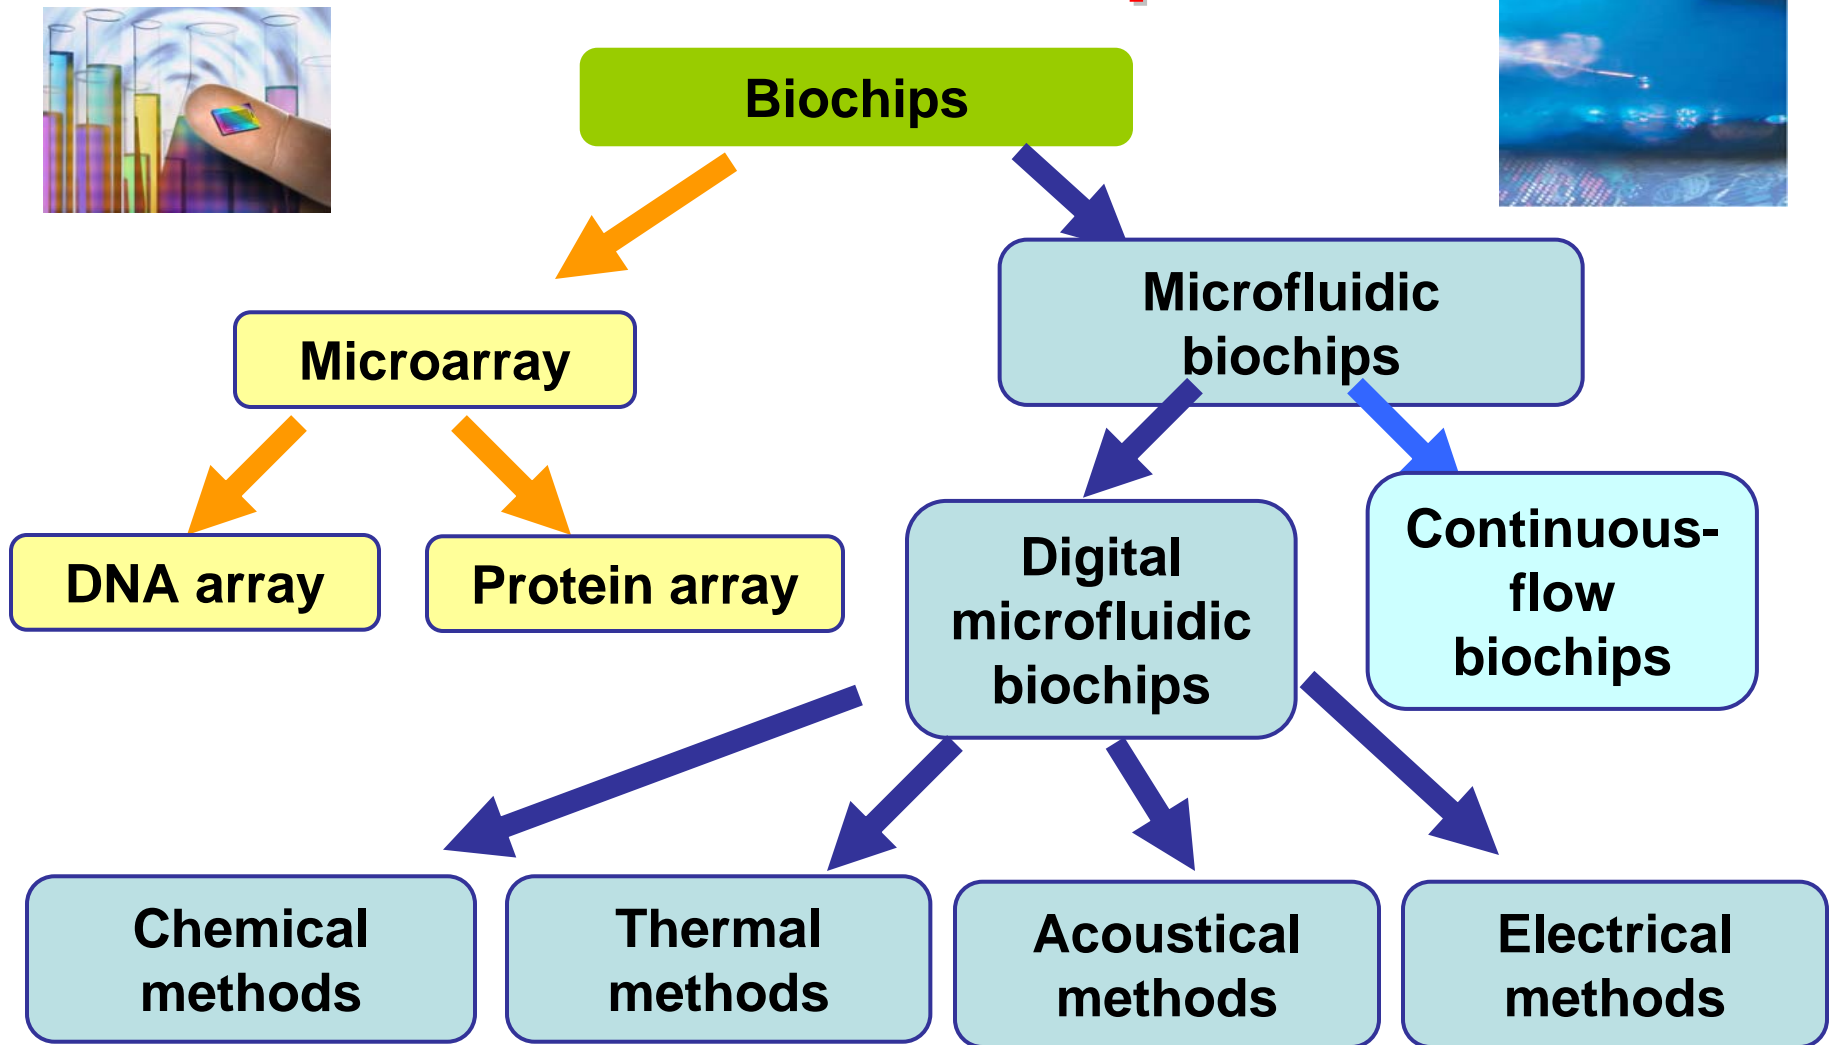 Biochips
Microfluidic
biochips
Microarray
DNA array
Protein array
Digital
microfluidic
biochips
Continuous-
flow
biochips
Chemical
methods
Thermal
methods
Acoustical
methods
Electrical
methods